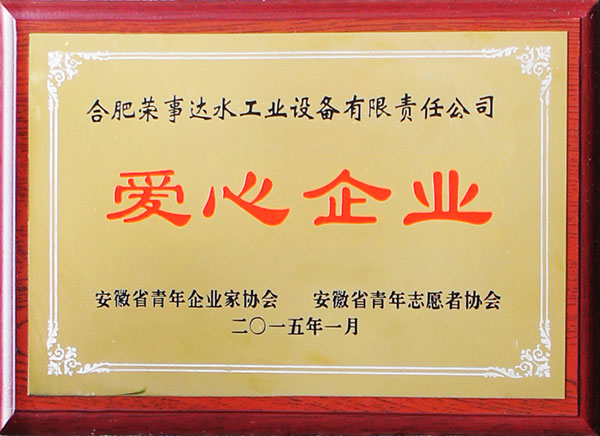 合肥荣事达水工业设备有限责任公司
爱心企业
安徽省青年企业家协会 安徽省青年志愿者协会
二〇一五年一月